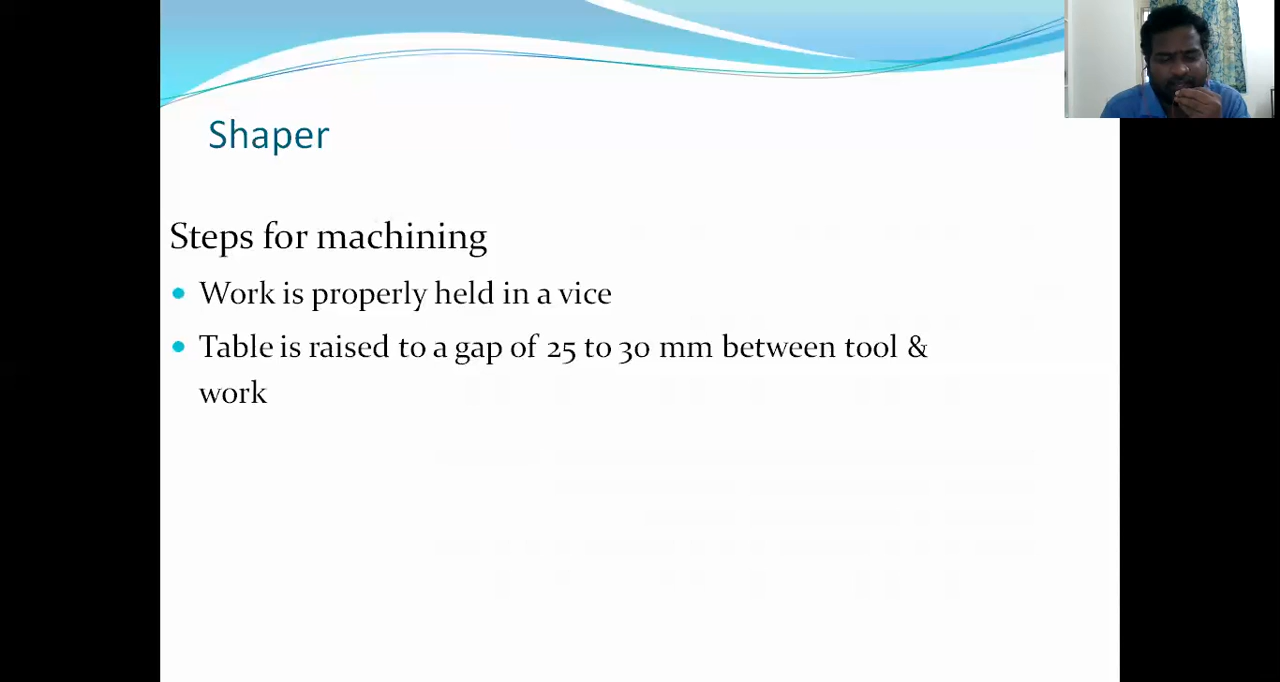 Shaper
Steps for machining
Work is properly held in a vice
Table is raised to a gap of 25 to 30 mm between tool &
work